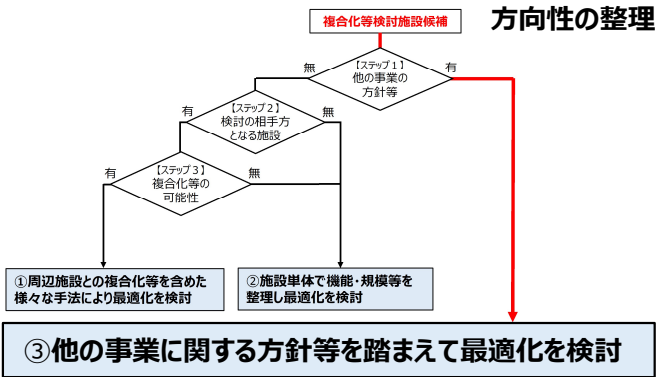 方向性の整理
複合化等検討施設候補
【ステップ1】
他の事業の
方針等
無
有
【ステップ2】
検討の相手方
となる施設
有
無
【ステップ3】
複合化等の
可能性
有
無
①周辺施設との複合化等を含めた
様々な手法により最適化を検討
②施設単体で機能・規模等を
整理し最適化を検討
③他の事業に関する方針等を踏まえて最適化を検討